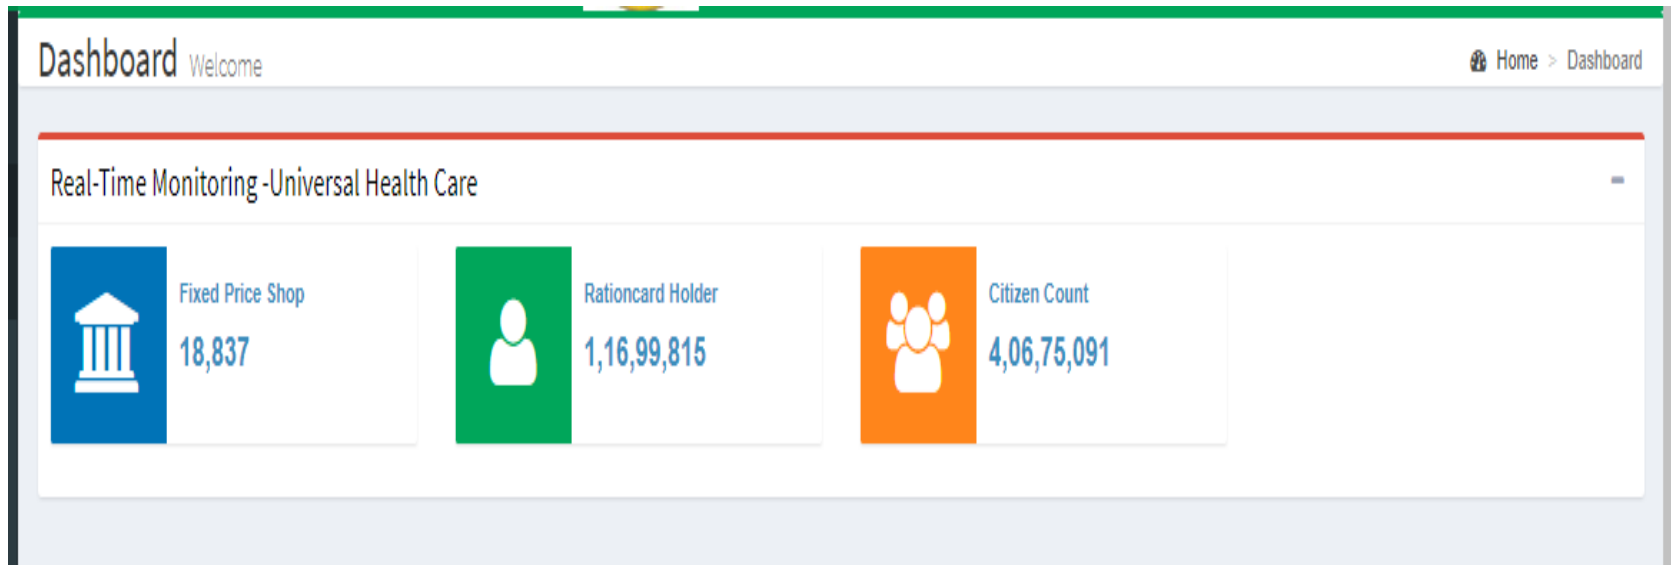 Dashboard Welcome
Home > Dashboard
Real-Time Monitoring -Universal Health Care
Fixed Price Shop
18,837
Rationcard Holder
1,16,99,815
Citizen Count
4,06,75,091